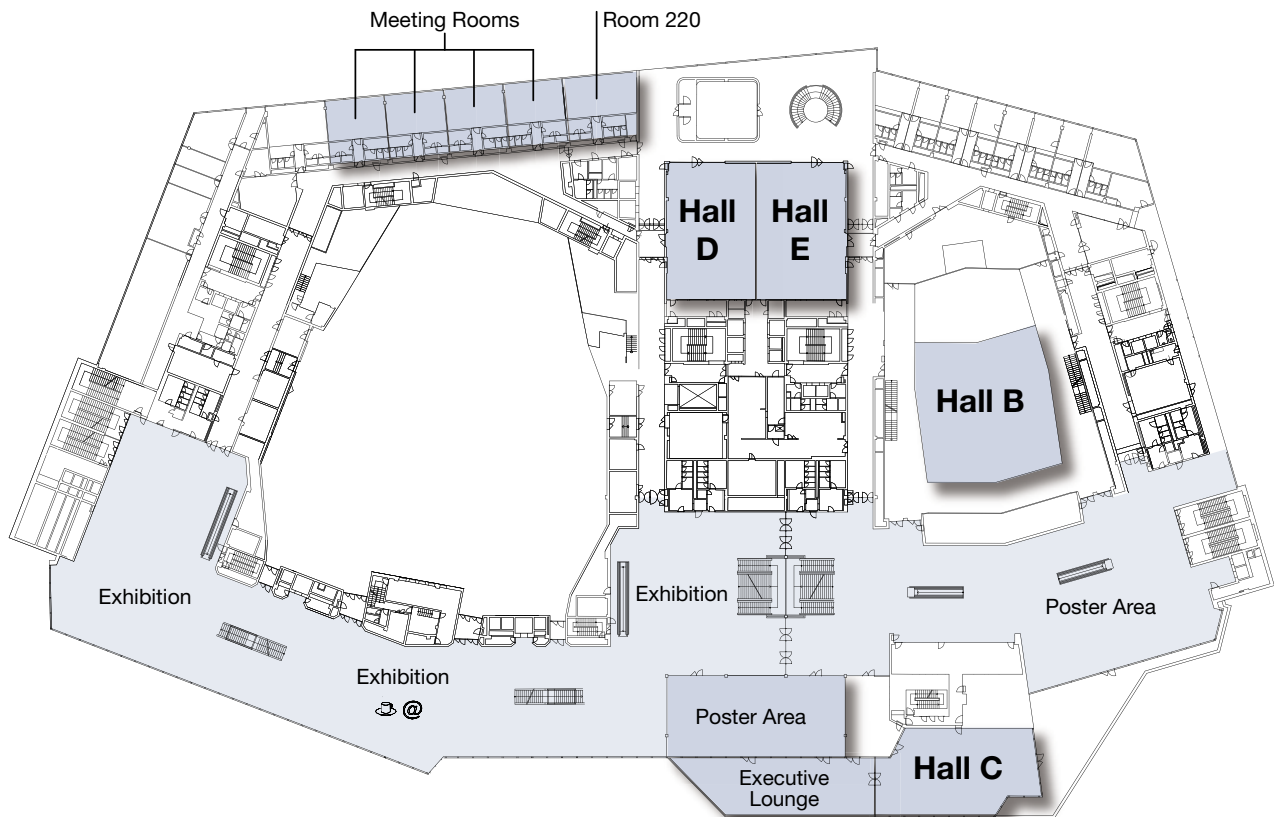 Meeting Rooms
Room 220
Hall
D
Hall
E
Hall B
Exhibition
Exhibition
Poster Area
Exhibition
@
Poster Area
Hall C
Executive
Lounge